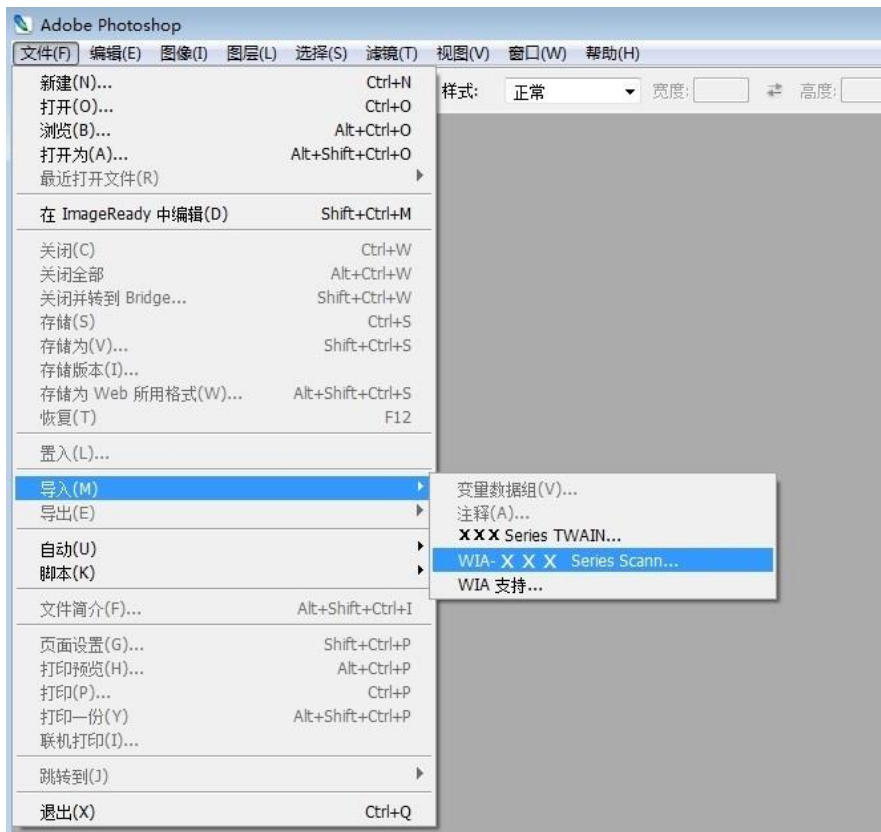 Adobe Photoshop
文件(F) 编辑(E) 图像(I) 图层(L) 选择(S) 滤镜(T) 视图(V) 窗口(W) 帮助(H)
样式: 正常 宽度: 高度:
新建(N)... Ctrl+N
打开(O)... Ctrl+O
浏览(B)... Alt+Ctrl+O
打开为(A)... Alt+Shift+Ctrl+O
最近打开文件(R)
在 ImageReady 中编辑(D) Shift+Ctrl+M
关闭(C) Ctrl+W
关闭全部 Alt+Ctrl+W
关闭并转到 Bridge... Shift+Ctrl+W
存储(S) Ctrl+S
存储为(V)... Shift+Ctrl+S
存储版本(I)...
存储为 Web 所用格式(W)... Alt+Shift+Ctrl+S
恢复(T) F12
置入(L)...
导入(M)
导出(E)
变量数据组(V)...
注释(A)...
XXX Series TWAIN...
WIA- X X X Series Scann...
WIA 支持...
自动(U)
脚本(K)
文件简介(F)... Alt+Shift+Ctrl+I
页面设置(G)... Shift+Ctrl+P
打印预览(H)... Alt+Ctrl+P
打印(P)... Ctrl+P
打印一份(Y) Alt+Shift+Ctrl+P
联机打印(I)...
跳转到(J)
退出(X) Ctrl+Q